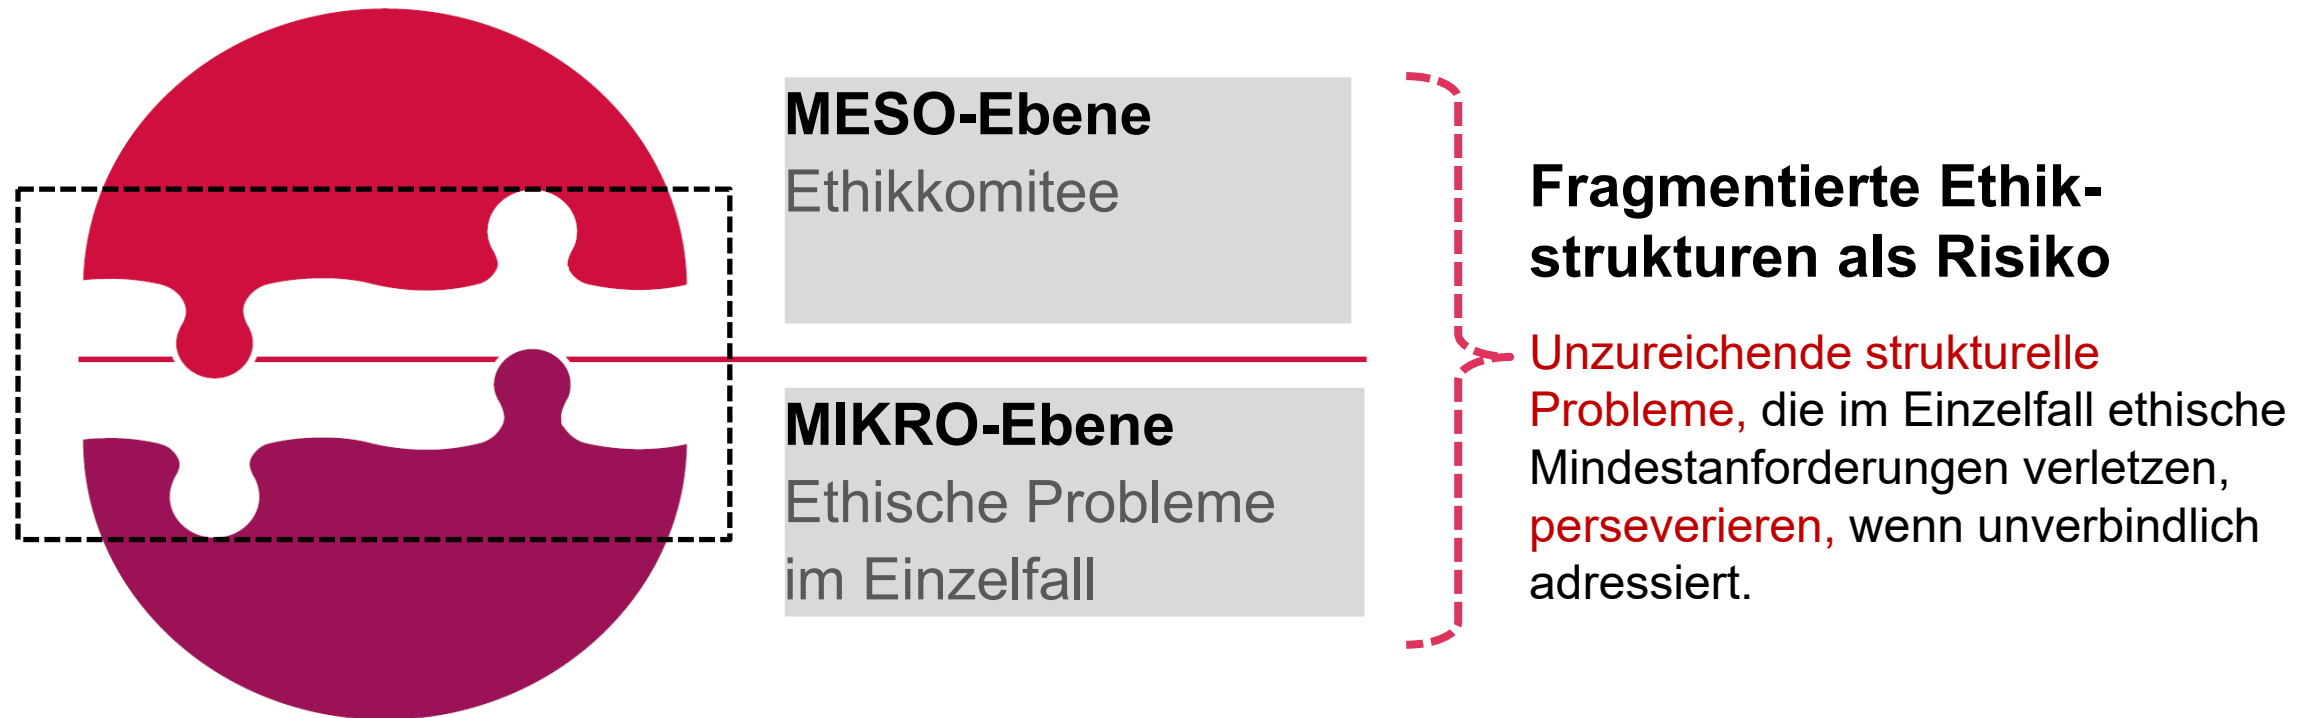 MESO-Ebene
Ethikkomitee
MIKRO-Ebene
Ethische Probleme
im Einzelfall
Fragmentierte Ethik-
strukturen als Risiko
Unzureichende strukturelle
Probleme, die im Einzelfall ethische
Mindestanforderungen verletzen,
perseverieren, wenn unverbindlich
adressiert.